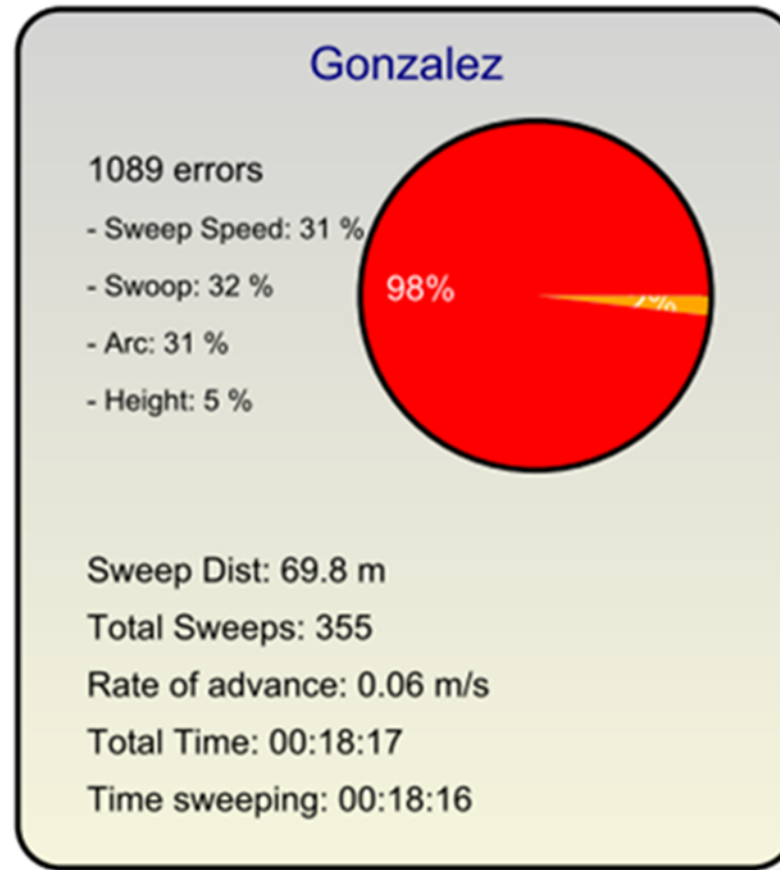 Gonzalez
1089 errors
- Sweep Speed: 31 %
- Swoop: 32 %
- Arc: 31 %
- Height: 5 %
98%
Sweep Dist: 69.8 m
Total Sweeps: 355
Rate of advance: 0.06 m/s
Total Time: 00:18:17
Time sweeping: 00:18:16